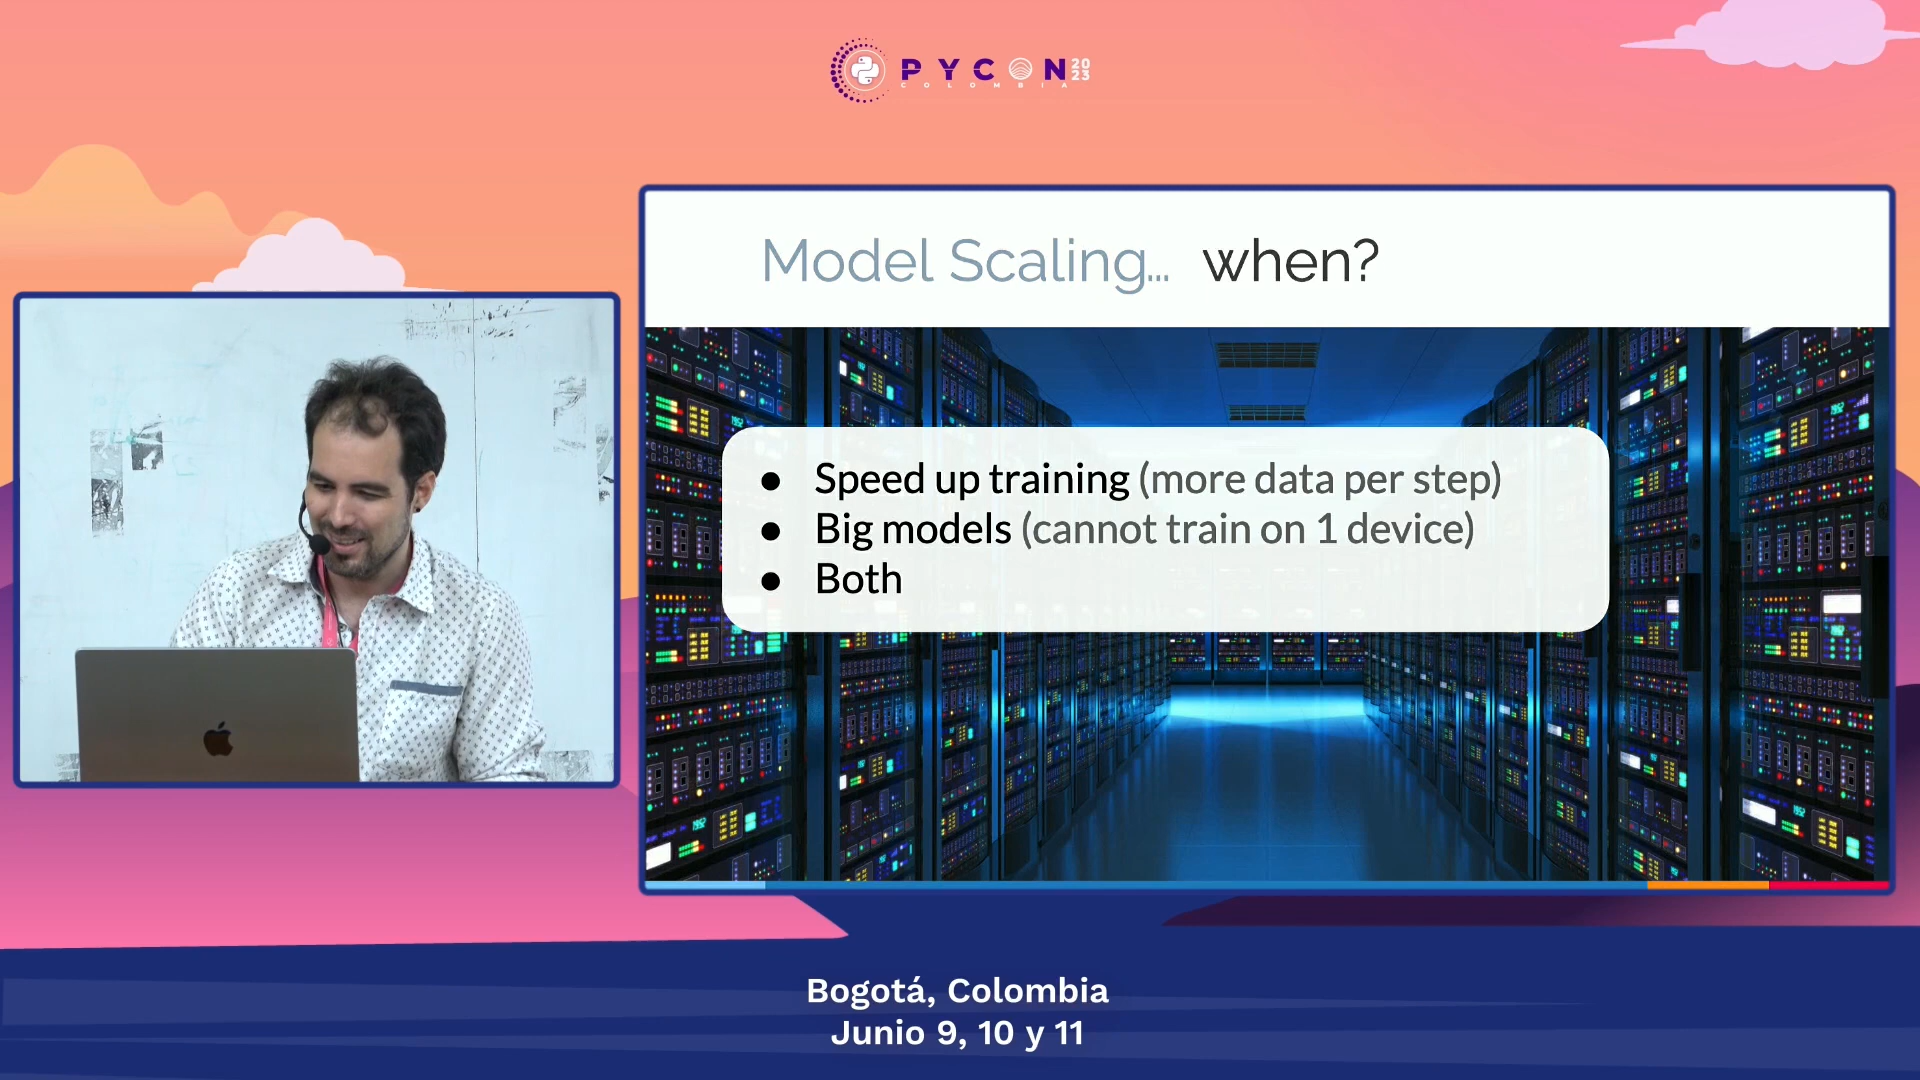 PYCON 2023
COLOMBIA
Model Scaling... when?
● Speed up training (more data per step)
● Big models (cannot train on 1 device)
● Both
Bogotá, Colombia
Junio 9, 10 y 11